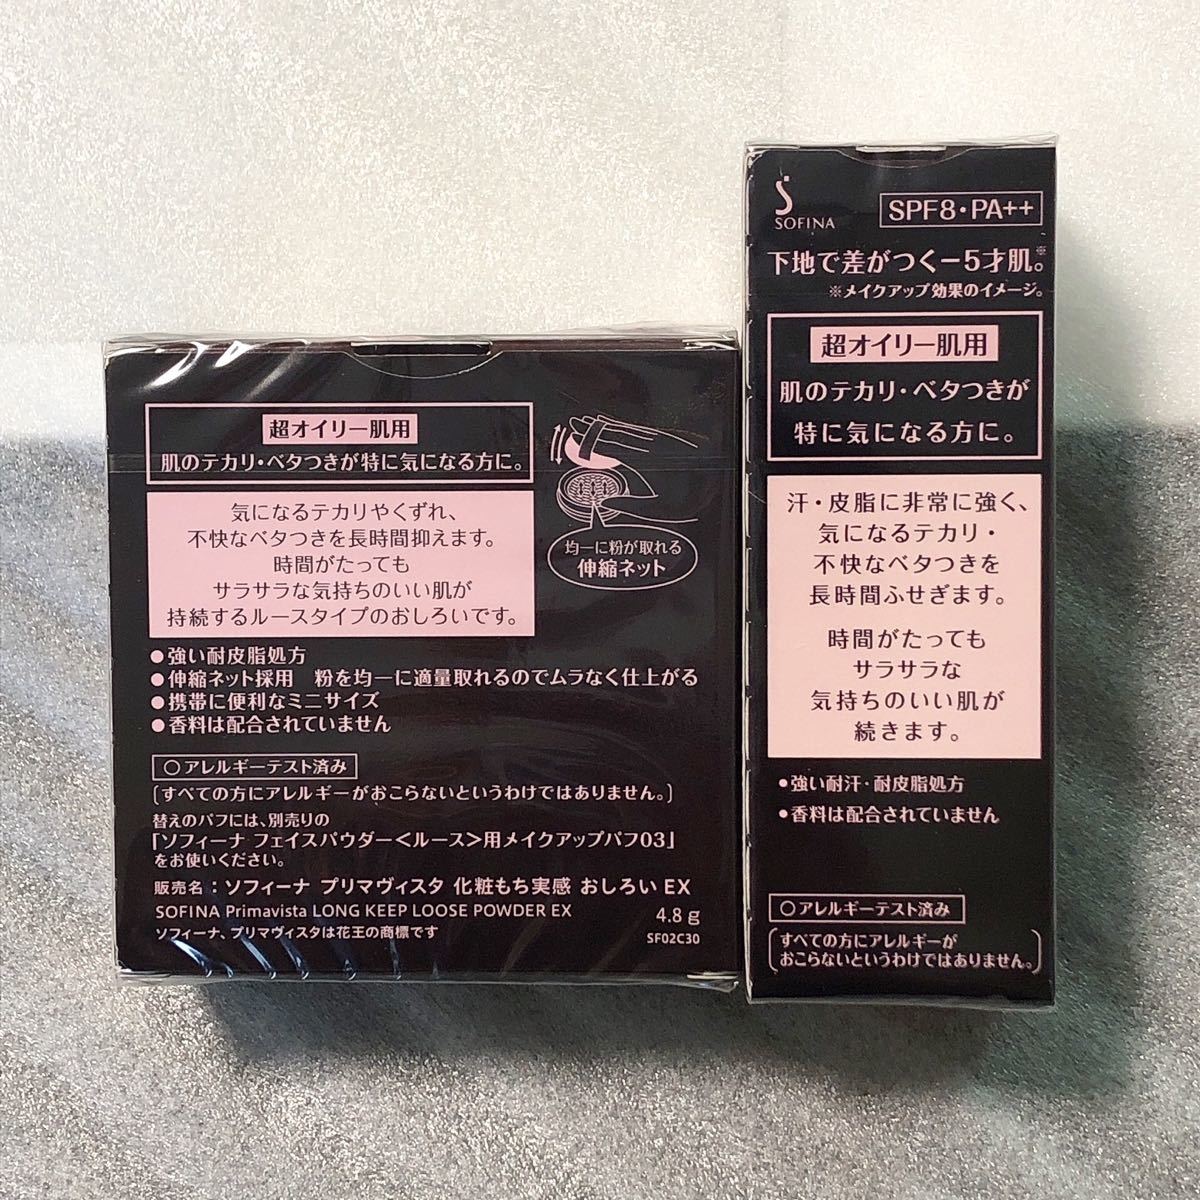 超オイリー肌用
肌のテカリ・ベタつきが特に気になる方に。
均一に粉が取れる
伸縮ネット
気になるテカリやくずれ、
不快なベタつきを長時間抑えます。
時間がたっても
サラサラな気持ちのいい肌が
持続するルースタイプのおしろいです。
●強い耐皮脂処方
●伸縮ネット採用　粉を均一に適量取れるのでムラなく仕上がる
●携帯に便利なミニサイズ
●香料は配合されていません
○アレルギーテスト済み
(すべての方にアレルギーがおこらないというわけではありません。)
替えのパフには、別売りの
「ソフィーナ フェイスパウダー<ルース>用メイクアップパフ03」
をお使いください。
販売名：ソフィーナ プリマヴィスタ 化粧もち実感 おしろい EX
SOFINA Primavista LONG KEEP LOOSE POWDER EX 4.8 g
ソフィーナ、プリマヴィスタは花王の商標です SF02C30
SOFINA
SPF8・PA++
下地で差がつくー5才肌。※
※メイクアップ効果のイメージ。
超オイリー肌用
肌のテカリ・ベタつきが
特に気になる方に。
汗・皮脂に非常に強く、
気になるテカリ・
不快なベタつきを
長時間ふせぎます。
時間がたっても
サラサラな
気持ちのいい肌が
続きます。
●強い耐汗・耐皮脂処方
●香料は配合されていません
○アレルギーテスト済み
(すべての方にアレルギーが
おこらないというわけではありません。)